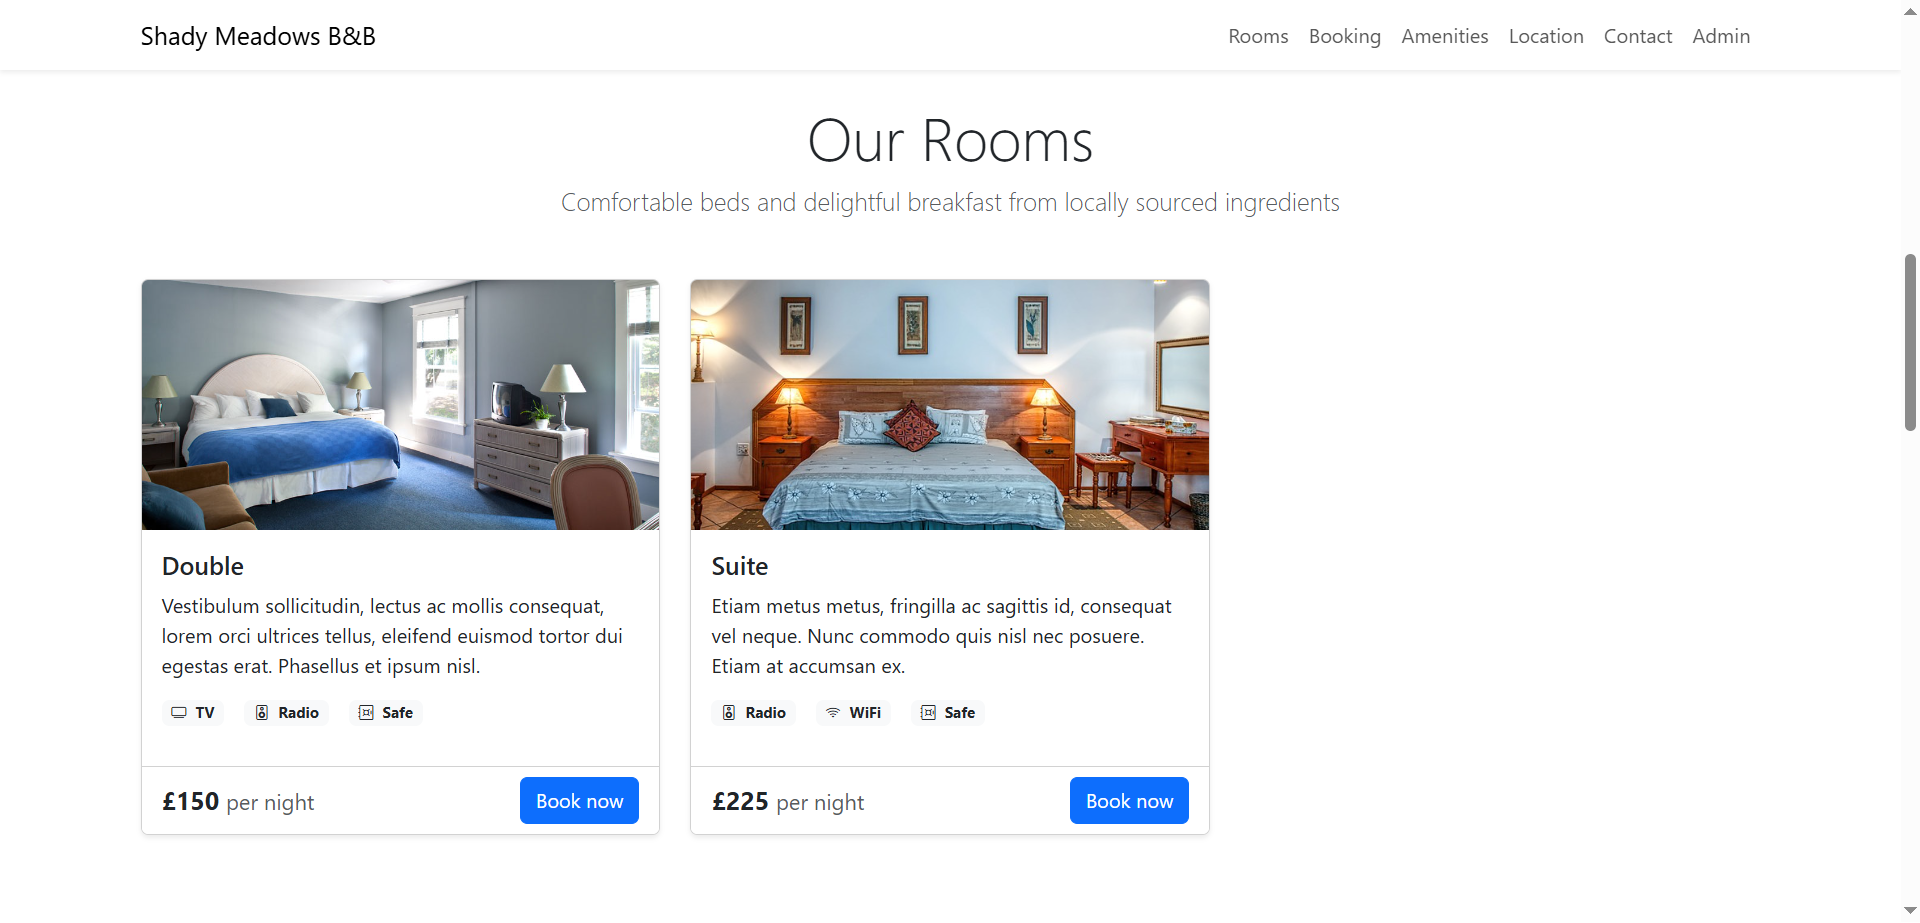 Shady Meadows B&B
Rooms Booking Amenities Location Contact Admin
Our Rooms
Comfortable beds and delightful breakfast from locally sourced ingredients
Double
Vestibulum sollicitudin, lectus ac mollis consequat,
lorem orci ultrices tellus, eleifend euismod tortor dui
egestas erat. Phasellus et ipsum nisl.
TV Radio Safe
£150 per night
Book now
Suite
Etiam metus metus, fringilla ac sagittis id, consequat
vel neque. Nunc commodo quis nisl nec posuere.
Etiam at accumsan ex.
Radio WiFi Safe
£225 per night
Book now